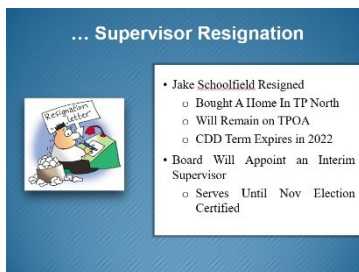 ... Supervisor Resignation
Resignation
Letter
• Jake Schoolfield Resigned
o Bought A Home In TP North
o Will Remain on TPOA
o CDD Term Expires in 2022
• Board Will Appoint an Interim
Supervisor
o Serves Until Nov Election
Certified